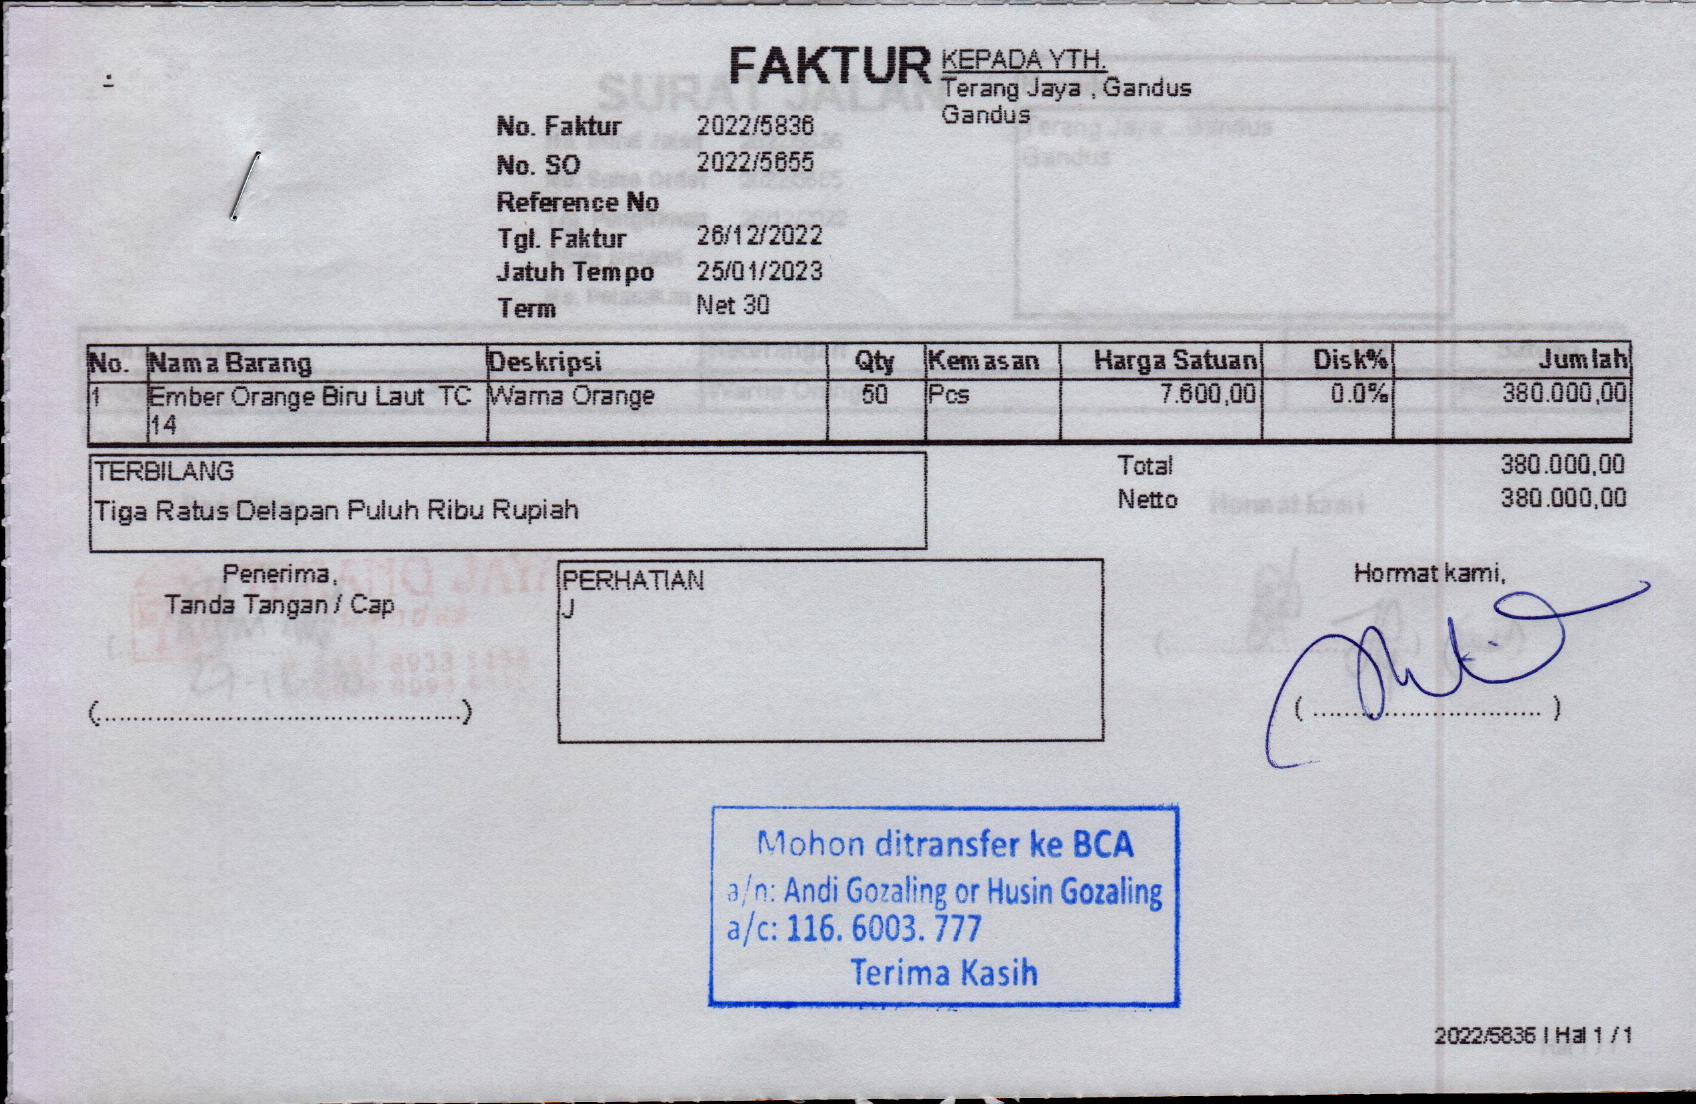 FAKTUR
KEPADA YTH.
Terang Jaya , Gandus
Gandus
No. Faktur 2022/5836
No. SO 2022/5655
Reference No
Tgl. Faktur 26/12/2022
Jatuh Tempo 25/01/2023
Term Net 30
No. Nama Barang Deskripsi Qty Kemasan Harga Satuan Disk% Jumlah
1 Ember Orange Biru Laut TC Warna Orange 50 Pcs 7.600,00 0.0% 380.000,00
14
TERBILANG
Tiga Ratus Delapan Puluh Ribu Rupiah
Total 380.000,00
Netto 380.000,00
Penerima,
Tanda Tangan / Cap
(................................................)
PERHATIAN
J
Hormat kami,
( .............................. )
Mohon ditransfer ke BCA
a/n: Andi Gozaling or Husin Gozaling
a/c: 116. 6003. 777
Terima Kasih
2022/5836 | Hal 1 / 1